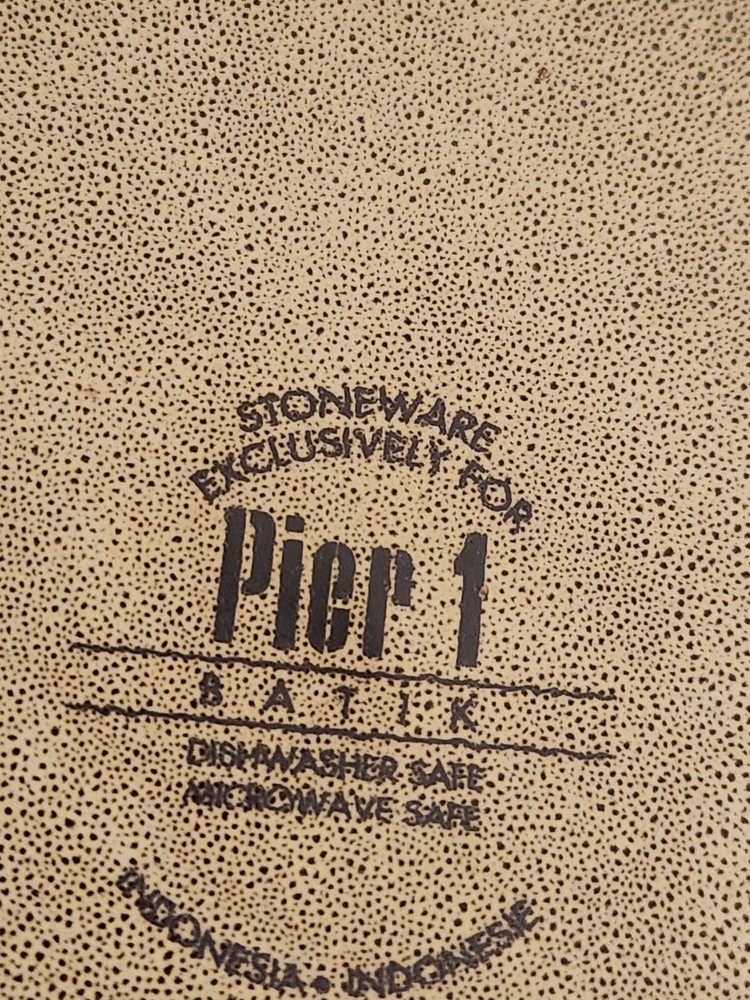 STONEWARE
EXCLUSIVELY FOR
Pier 1
BATIK
DISHWASHER SAFE
MICROWAVE SAFE
INDONESIA • INDONESIE